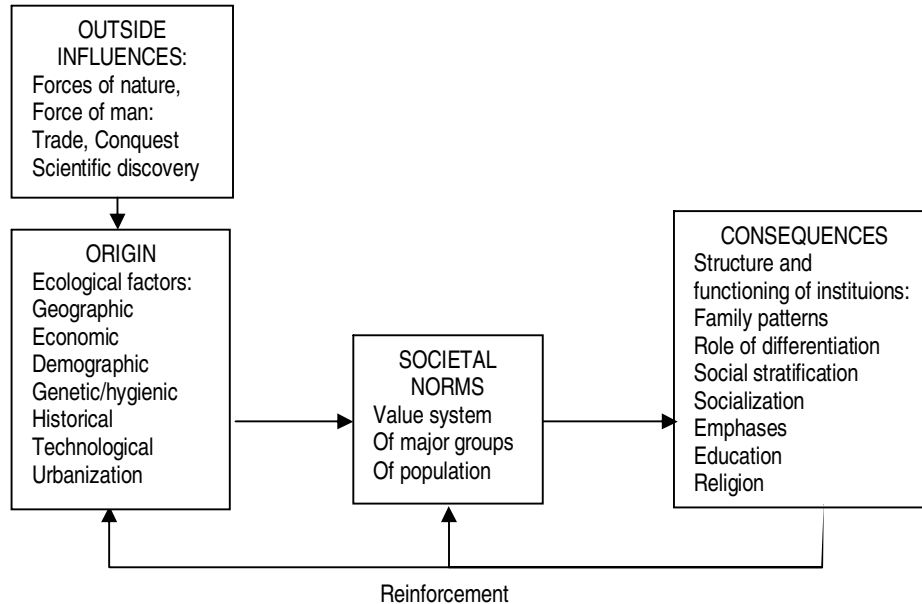 OUTSIDE
INFLUENCES:
Forces of nature,
Force of man:
Trade, Conquest
Scientific discovery
ORIGIN
Ecological factors:
Geographic
Economic
Demographic
Genetic/hygienic
Historical
Technological
Urbanization
SOCIETAL
NORMS
Value system
Of major groups
Of population
CONSEQUENCES
Structure and
functioning of instituions:
Family patterns
Role of differentiation
Social stratification
Socialization
Emphases
Education
Religion
Reinforcement